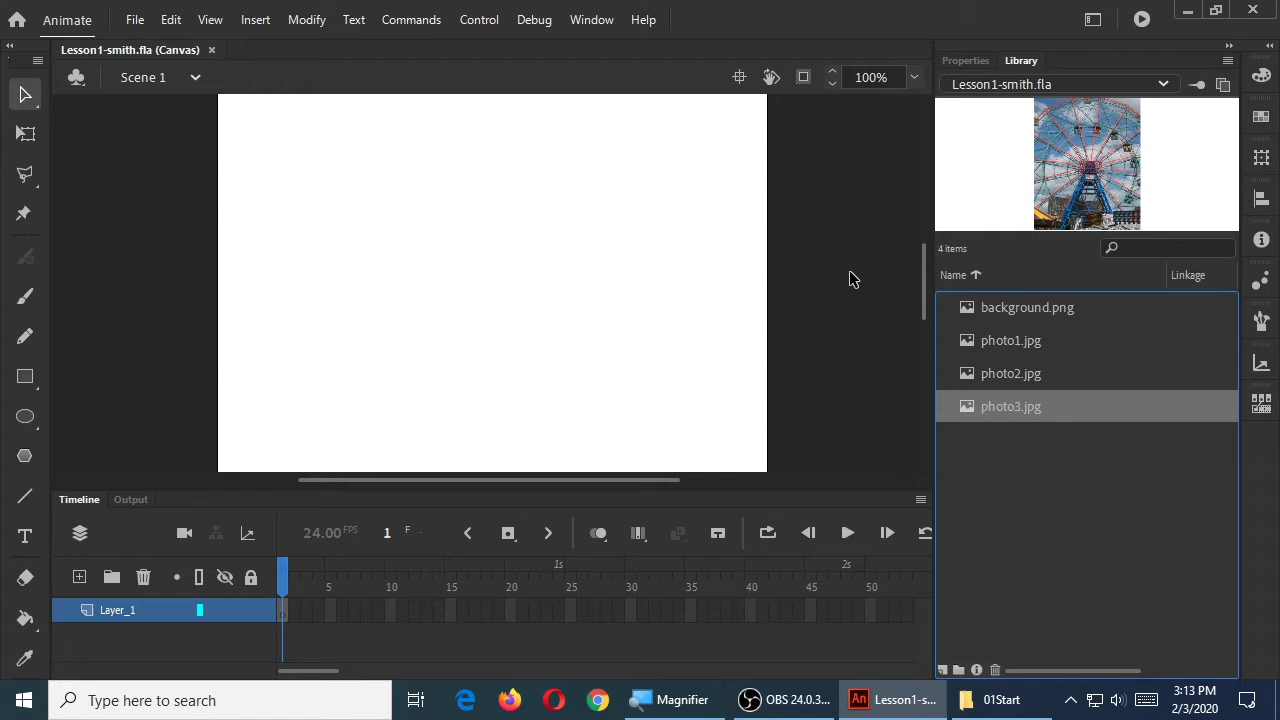 Animate
File Edit View Insert Modify Text Commands Control Debug Window Help
Lesson1-smith.fla (Canvas)
Scene 1
100%
Properties Library
Lesson1-smith.fla
4 items
Name Linkage
background.png
photo1.jpg
photo2.jpg
photo3.jpg
Timeline Output
24.00 FPS 1 F
1s 2s
5 10 15 20 25 30 35 40 45 50
Layer_1
Type here to search
Magnifier
OBS 24.0.3...
An Lesson1-s...
01Start
3:13 PM
2/3/2020